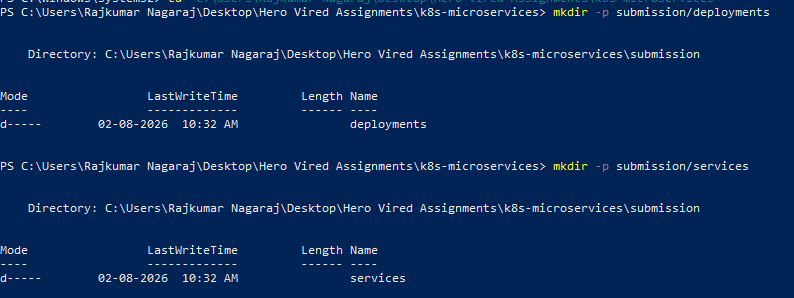 PS C:\Users\Rajkumar Nagaraj\Desktop\Hero Vired Assignments\k8s-microservices> mkdir -p submission/deployments
Directory: C:\Users\Rajkumar Nagaraj\Desktop\Hero Vired Assignments\k8s-microservices\submission
Mode LastWriteTime Length Name
---- ------------- ------ ----
d----- 02-08-2026 10:32 AM deployments
PS C:\Users\Rajkumar Nagaraj\Desktop\Hero Vired Assignments\k8s-microservices> mkdir -p submission/services
Directory: C:\Users\Rajkumar Nagaraj\Desktop\Hero Vired Assignments\k8s-microservices\submission
Mode LastWriteTime Length Name
---- ------------- ------ ----
d----- 02-08-2026 10:32 AM services